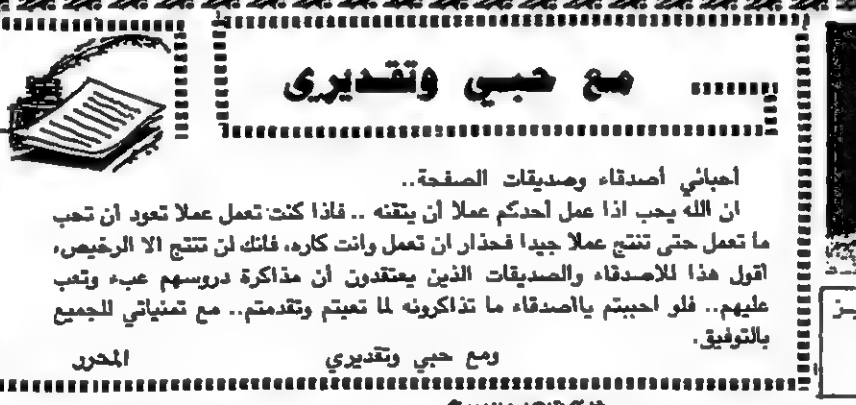 مع حبي وتقديرى
أحبائي أصدقاء وصديقات الصفحة..
ان الله يحب اذا عمل أحدكم عملا أن يتقنه .. فاذا كنت تعمل عملا تعود ان تحب
ما تعمل حتى تنتج عملا جيدا فحذار ان تعمل وانت كاره، فانك لن تنتج الا الرخيص،
اقول هذا للاصدقاء والصديقات الذين يعتقدون أن مذاكرة دروسهم عبء وتعب
عليهم.. فلو احببتم يااصدقاء ما تذاكرونه لما تعبتم وتقدمتم.. مع تمنياتي للجميع
بالتوفيق.
ومع حبي وتقديري المحرر